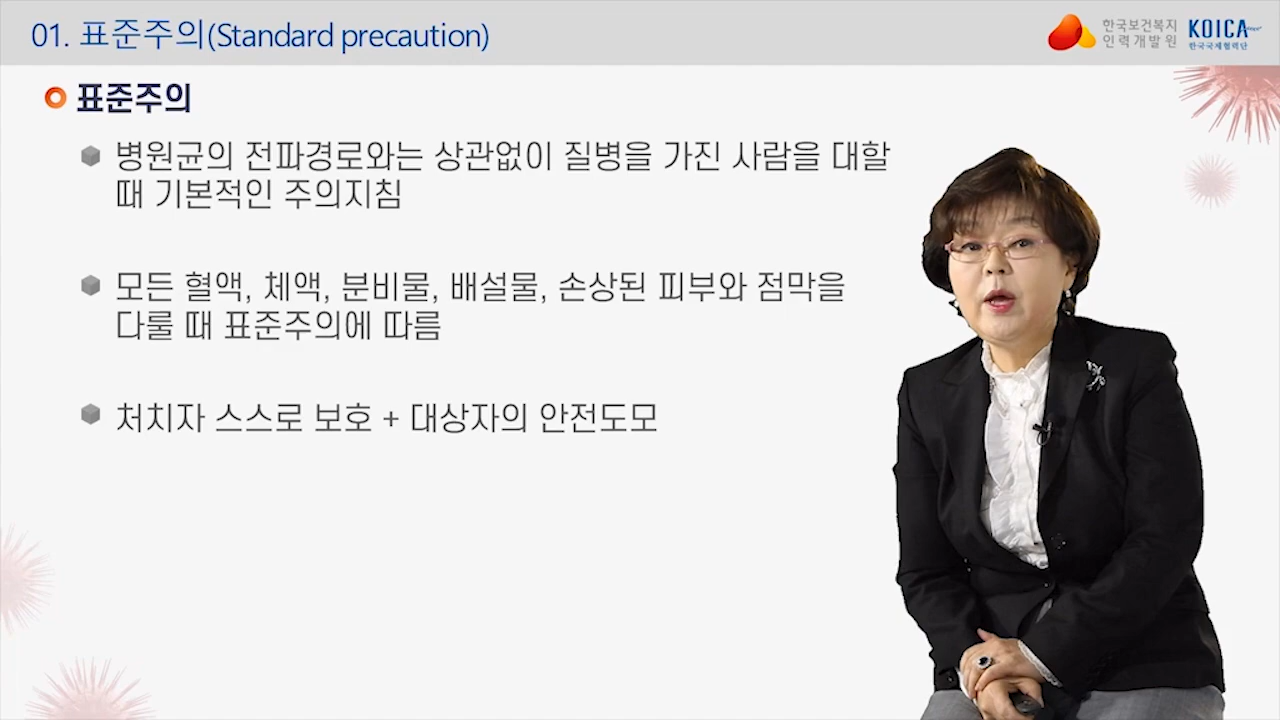 01. 표준주의(Standard precaution)
한국보건복지
인력개발원
KOICA
한국국제협력단
표준주의
병원균의 전파경로와는 상관없이 질병을 가진 사람을 대할
때 기본적인 주의지침
모든 혈액, 체액, 분비물, 배설물, 손상된 피부와 점막을
다룰 때 표준주의에 따름
처치자 스스로 보호 + 대상자의 안전도모